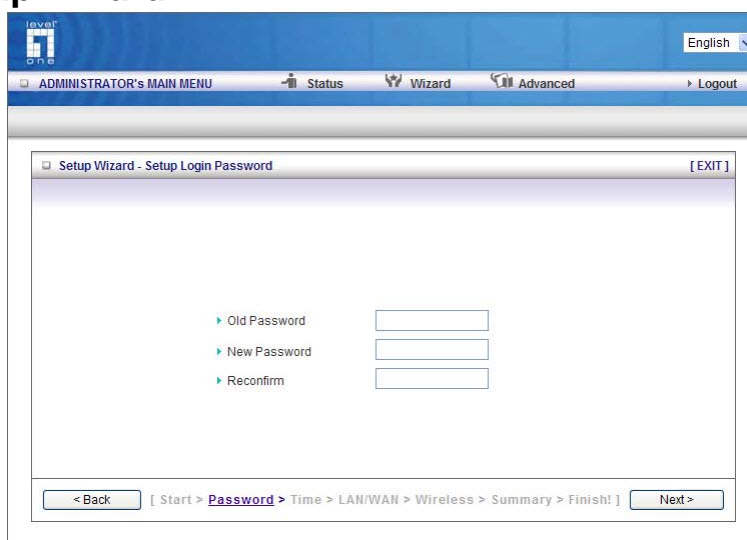 level
one
English
ADMINISTRATOR's MAIN MENU Status Wizard Advanced Logout
Setup Wizard - Setup Login Password [ EXIT ]
Old Password
New Password
Reconfirm
< Back [ Start > Password > Time > LAN/WAN > Wireless > Summary > Finish! ] Next >